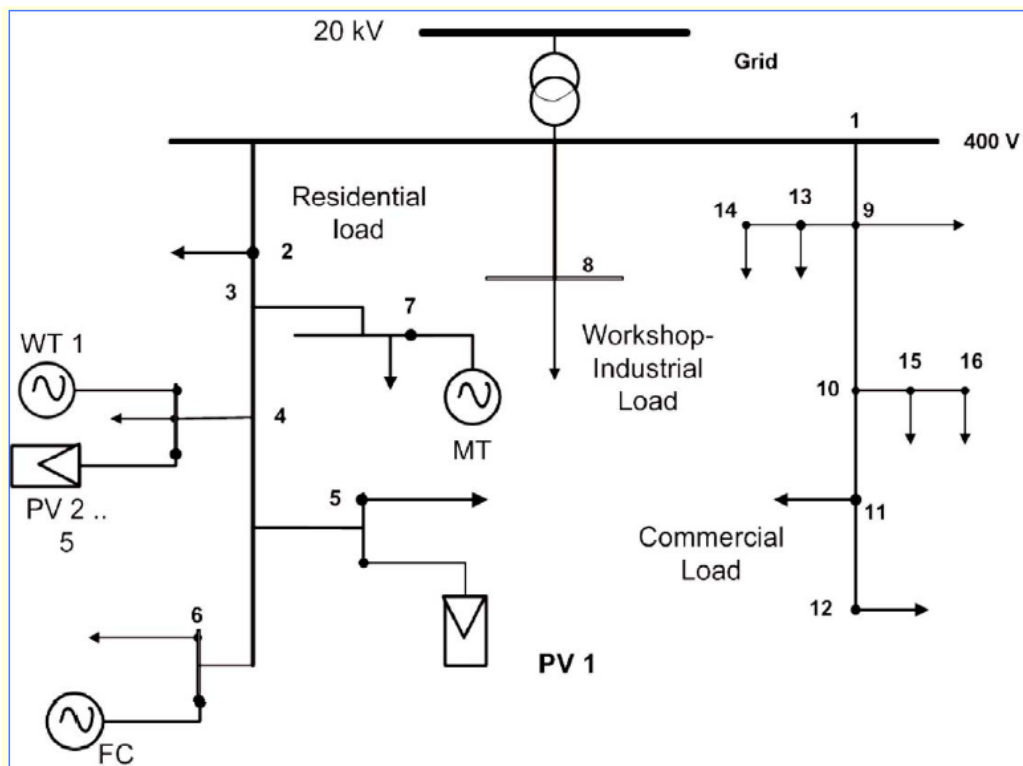 20 kV
Grid
1
400 V
Residential
load
2
3
7
8
14
13
9
WT 1
4
MT
Workshop-
Industrial
Load
10
15
16
PV 2 ..
5
5
11
Commercial
Load
12
6
PV 1
FC